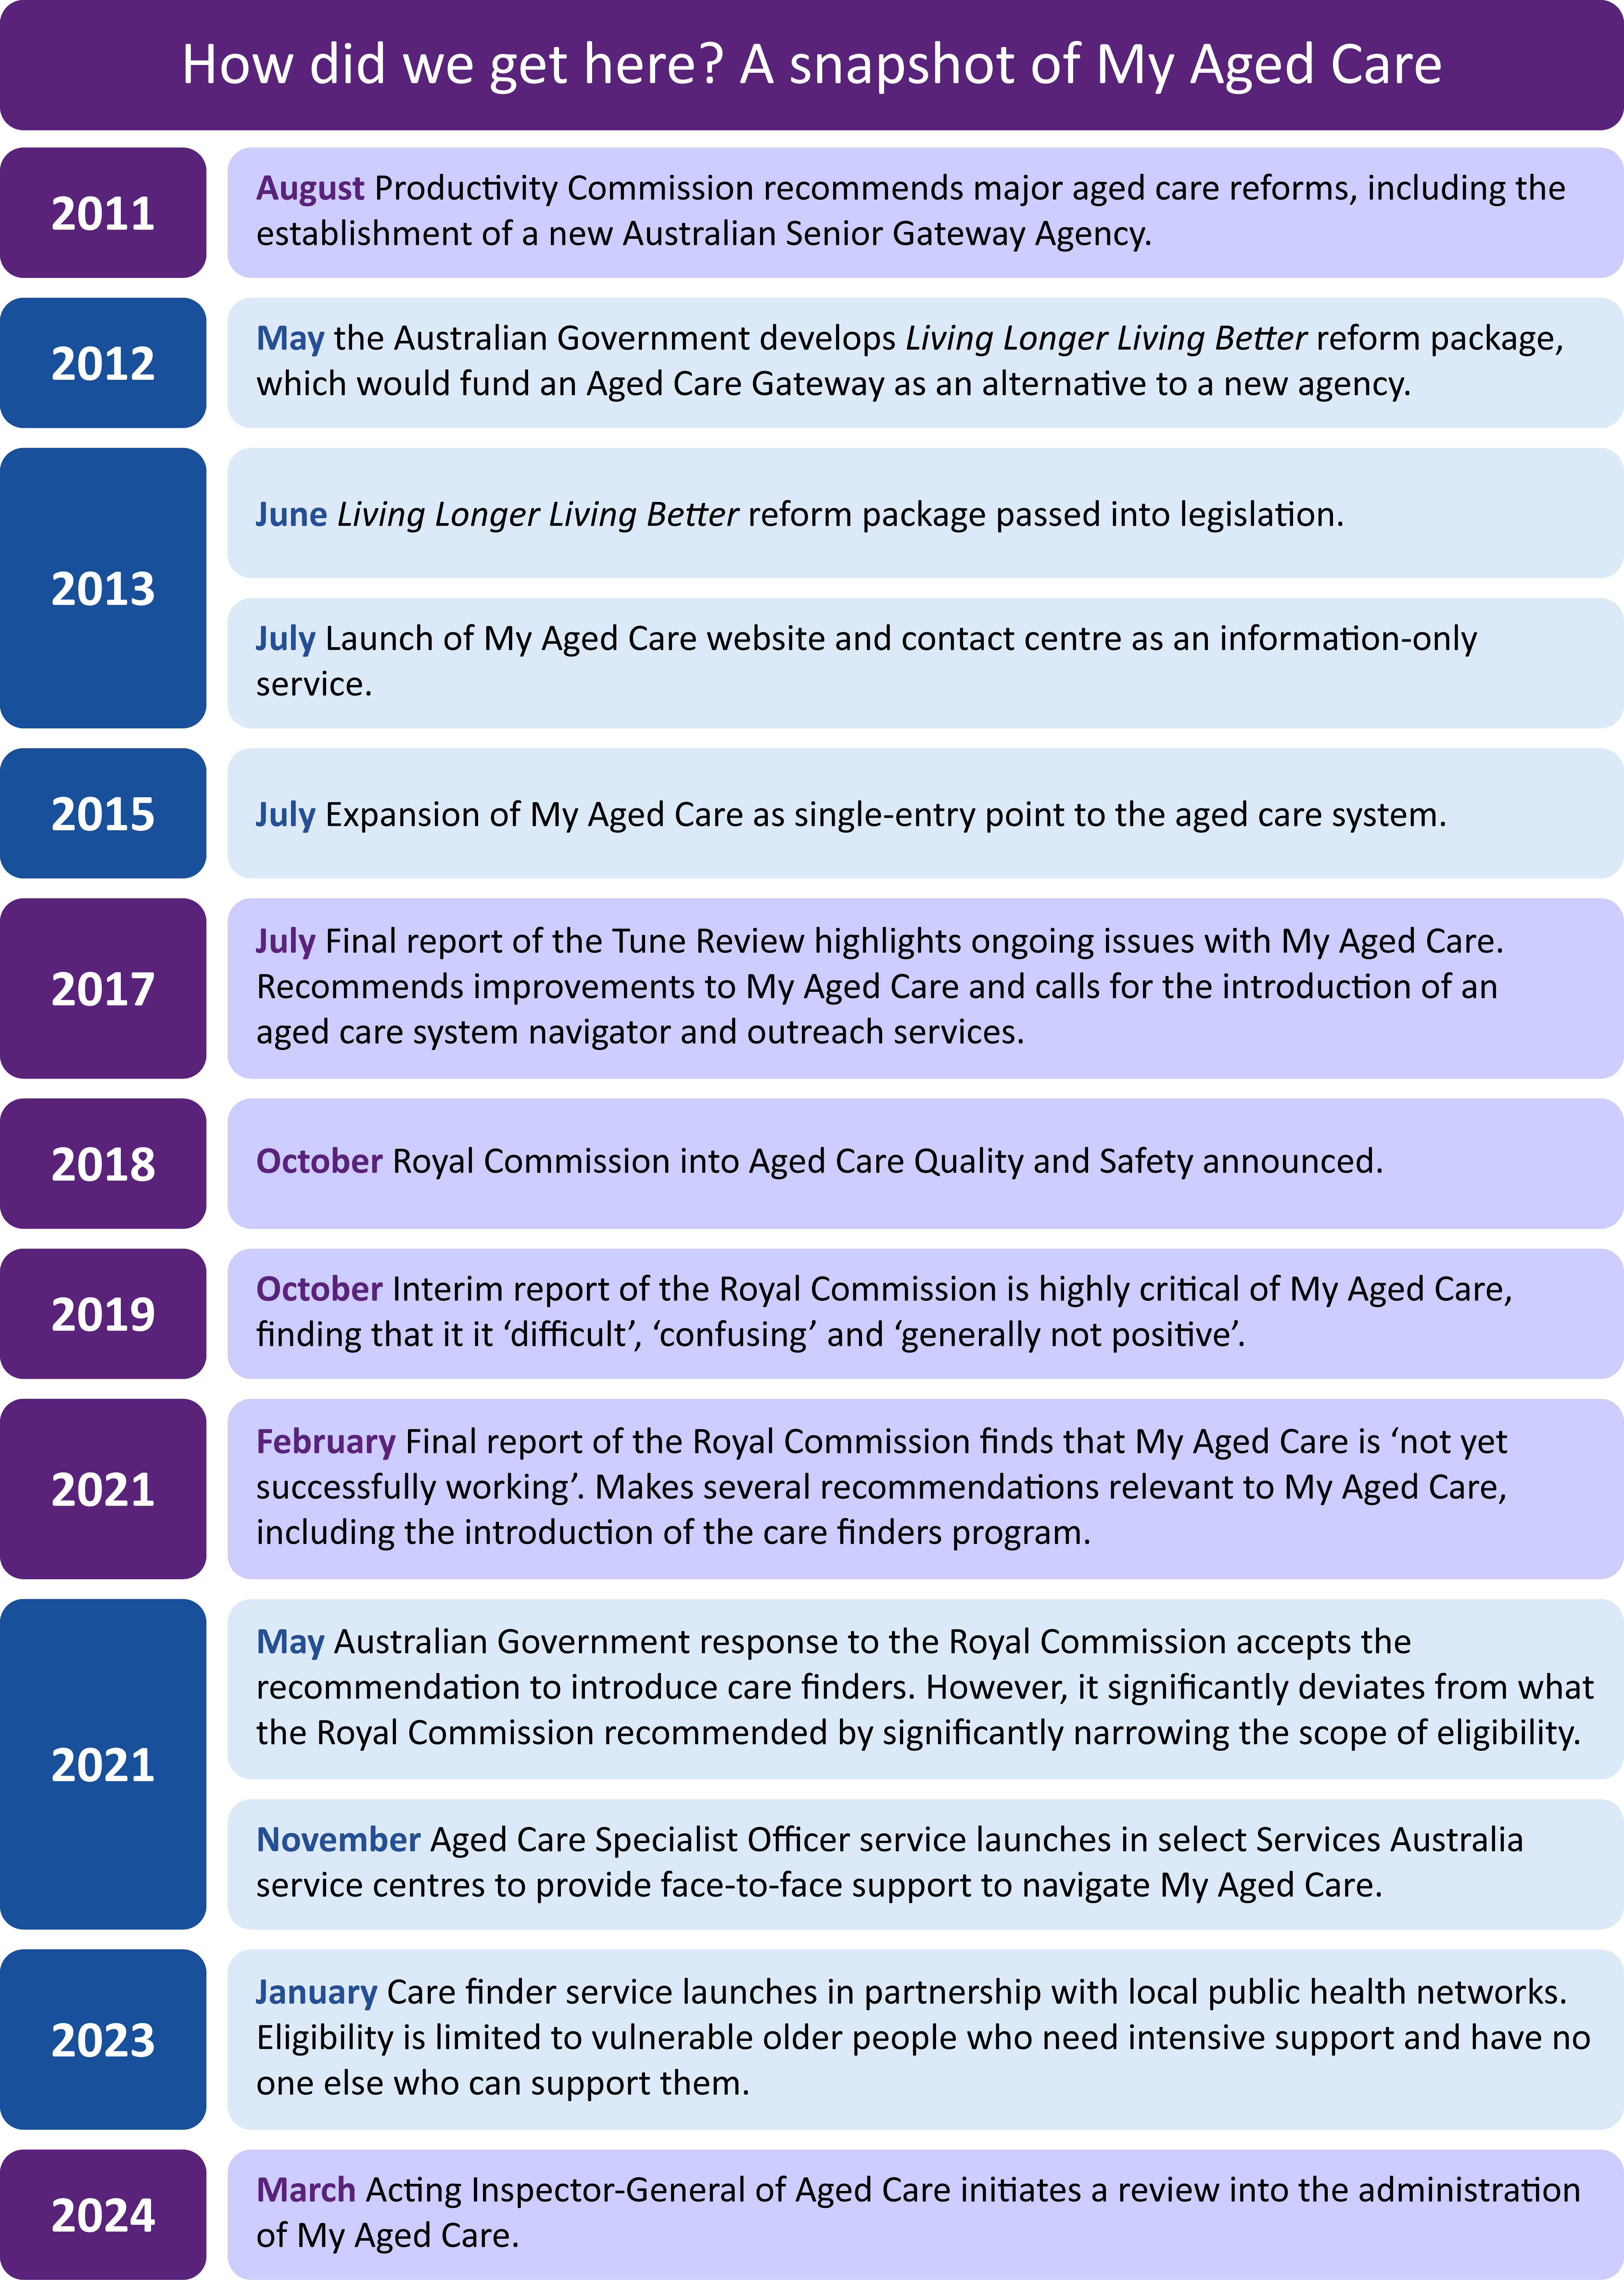 How did we get here? A snapshot of My Aged Care
2011
August Productivity Commission recommends major aged care reforms, including the
establishment of a new Australian Senior Gateway Agency.
2012
May the Australian Government develops Living Longer Living Better reform package,
which would fund an Aged Care Gateway as an alternative to a new agency.
2013
June Living Longer Living Better reform package passed into legislation.
July Launch of My Aged Care website and contact centre as an information-only
service.
2015
July Expansion of My Aged Care as single-entry point to the aged care system.
2017
July Final report of the Tune Review highlights ongoing issues with My Aged Care.
Recommends improvements to My Aged Care and calls for the introduction of an
aged care system navigator and outreach services.
2018
October Royal Commission into Aged Care Quality and Safety announced.
2019
October Interim report of the Royal Commission is highly critical of My Aged Care,
finding that it it ‘difficult’, ‘confusing’ and ‘generally not positive’.
2021
February Final report of the Royal Commission finds that My Aged Care is ‘not yet
successfully working’. Makes several recommendations relevant to My Aged Care,
including the introduction of the care finders program.
2021
May Australian Government response to the Royal Commission accepts the
recommendation to introduce care finders. However, it significantly deviates from what
the Royal Commission recommended by significantly narrowing the scope of eligibility.
November Aged Care Specialist Officer service launches in select Services Australia
service centres to provide face-to-face support to navigate My Aged Care.
2023
January Care finder service launches in partnership with local public health networks.
Eligibility is limited to vulnerable older people who need intensive support and have no
one else who can support them.
2024
March Acting Inspector-General of Aged Care initiates a review into the administration
of My Aged Care.